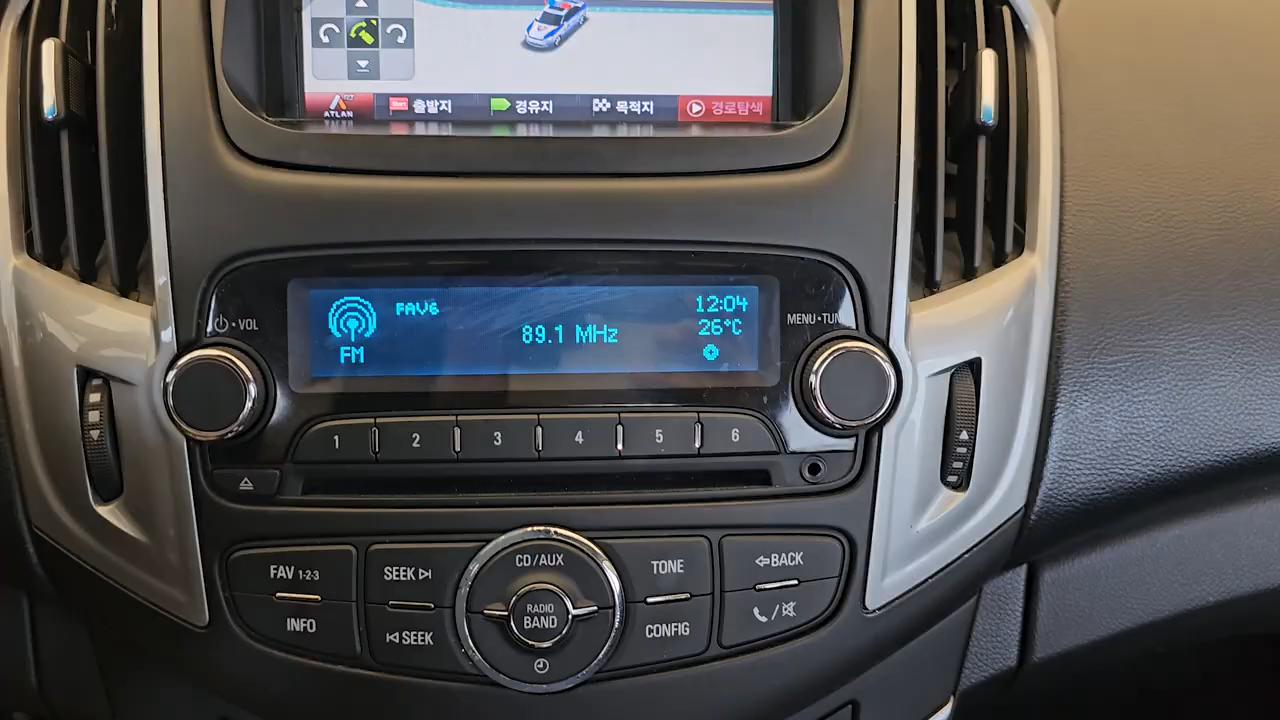 ATLAN
Start 출발지
경유지
목적지
경로탐색
FAV6
12:04
VOL
89.1 MHz
26°C
MENU•TUN
FM
1
2
3
4
5
6
FAV 1-2-3
SEEK
CD/AUX
TONE
BACK
RADIO
BAND
INFO
SEEK
CONFIG